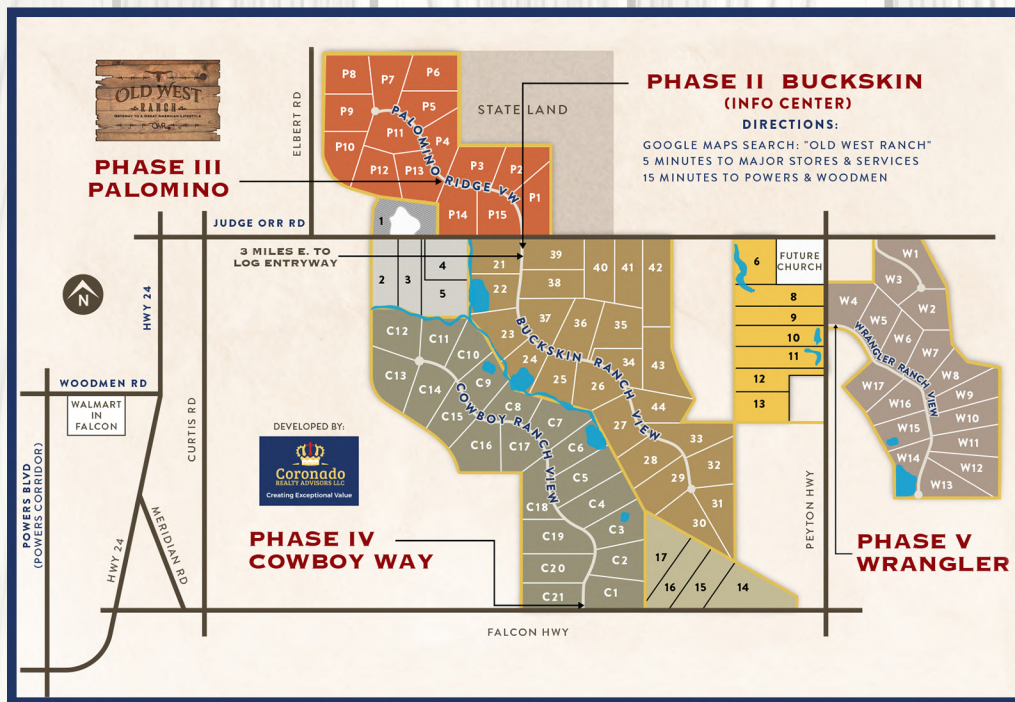 OLD WEST
RANCH
GATEWAY TO A GREAT AMERICAN LIFESTYLE
PHASE III
PALOMINO
PHASE II BUCKSKIN
(INFO CENTER)
DIRECTIONS:
GOOGLE MAPS SEARCH: "OLD WEST RANCH"
5 MINUTES TO MAJOR STORES & SERVICES
15 MINUTES TO POWERS & WOODMEN
STATE LAND
ELBERT RD
P8
P7
P6
P9
P5
P10
P11
P4
P12
P13
P3
P2
P1
P14
P15
PALOMINO RIDGE VW
JUDGE ORR RD
3 MILES E. TO
LOG ENTRYWAY
N
HWY 24
1
2
3
4
5
21
22
39
38
40
41
42
37
36
35
23
24
25
26
34
43
44
27
28
29
33
32
31
30
BUCKSKIN RANCH VIEW
6
FUTURE
CHURCH
8
9
10
11
12
13
W1
W3
W2
W4
W5
W6
W7
W8
W9
W10
W11
W12
W13
W14
W15
W16
W17
WRANGLER RANCH VIEW
C12
C11
C10
C13
C14
C9
C15
C8
C7
C16
C17
C6
C5
C18
C4
C3
C19
C2
C20
C21
C1
COWBOY RANCH VIEW
17
16
15
14
WOODMEN RD
WALMART
IN
FALCON
CURTIS RD
DEVELOPED BY:
Coronado
REALTY ADVISORS LLC
Creating Exceptional Value
POWERS BLVD
(POWERS CORRIDOR)
HWY 24
MERIDIAN RD
PHASE IV
COWBOY WAY
PEYTON HWY
PHASE V
WRANGLER
FALCON HWY